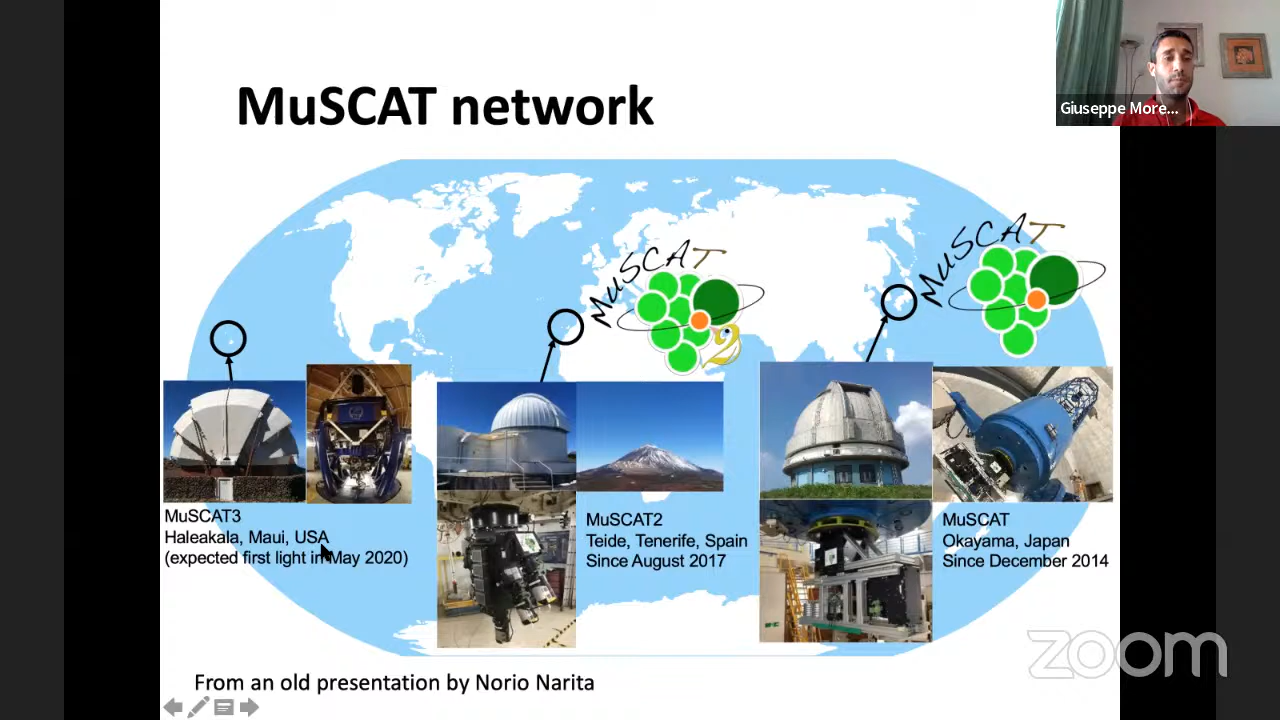 MuSCAT network
Giuseppe More...
MuSCAT
2
MuSCAT
MuSCAT3
Haleakala, Maui, USA
(expected first light in May 2020)
MuSCAT2
Teide, Tenerife, Spain
Since August 2017
MuSCAT
Okayama, Japan
Since December 2014
zoom
From an old presentation by Norio Narita